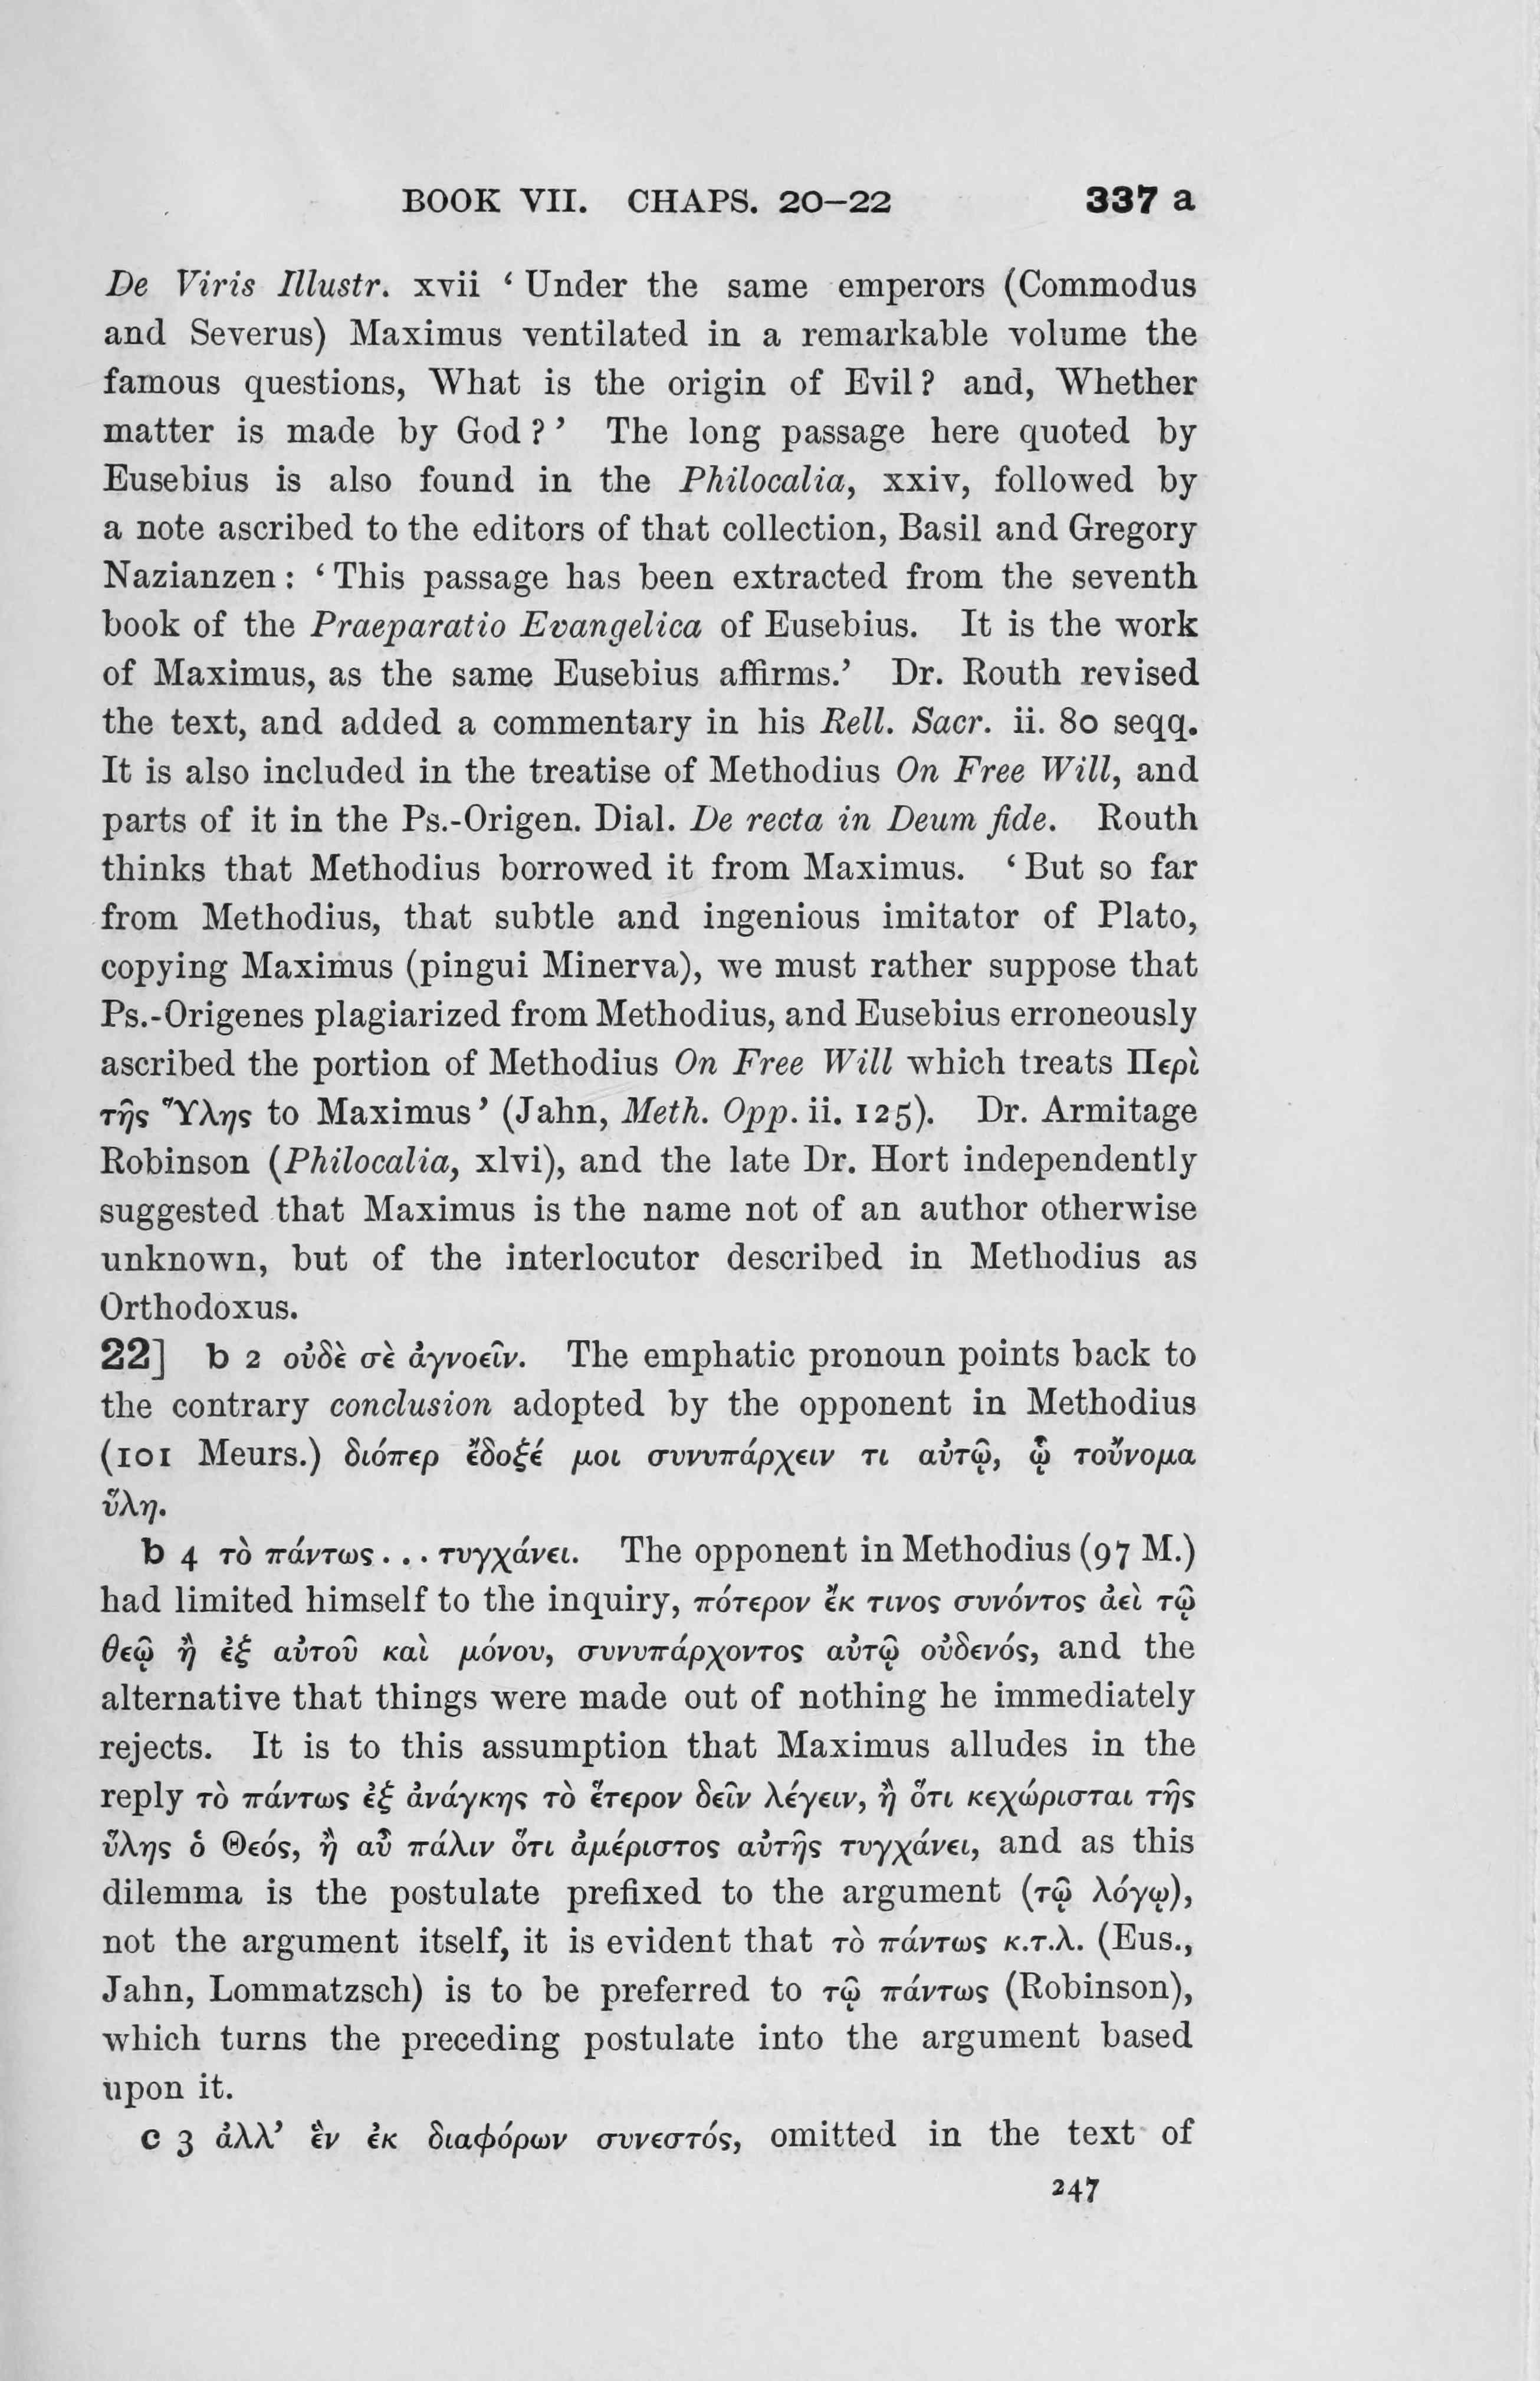 BOOK VII. CHAPS. 20–22 337 a
De Viris Illustr. xvii ‘ Under the same emperors (Commodus
and Severus) Maximus ventilated in a remarkable volume the
famous questions, What is the origin of Evil? and, Whether
matter is made by God?’ The long passage here quoted by
Eusebius is also found in the Philocalia, xxiv, followed by
a note ascribed to the editors of that collection, Basil and Gregory
Nazianzen: ‘This passage has been extracted from the seventh
book of the Praeparatio Evangelica of Eusebius. It is the work
of Maximus, as the same Eusebius affirms.’ Dr. Routh revised
the text, and added a commentary in his Rell. Sacr. ii. 80 seqq.
It is also included in the treatise of Methodius On Free Will, and
parts of it in the Ps.-Origen. Dial. De recta in Deum fide. Routh
thinks that Methodius borrowed it from Maximus. ‘But so far
from Methodius, that subtle and ingenious imitator of Plato,
copying Maximus (pingui Minerva), we must rather suppose that
Ps.-Origenes plagiarized from Methodius, and Eusebius erroneously
ascribed the portion of Methodius On Free Will which treats Περὶ
τῆς Ὕλης to Maximus’ (Jahn, Meth. Opp. ii. 125). Dr. Armitage
Robinson (Philocalia, xlvi), and the late Dr. Hort independently
suggested that Maximus is the name not of an author otherwise
unknown, but of the interlocutor described in Methodius as
Orthodoxus.
22] b 2 οὐδὲ σὲ ἀγνοεῖν. The emphatic pronoun points back to
the contrary conclusion adopted by the opponent in Methodius
(101 Meurs.) διόπερ ἔδοξέ μοι συνυπάρχειν τι αὐτῷ, ᾧ τοὔνομα
ὕλη.
b 4 τὸ πάντως . . . τυγχάνει. The opponent in Methodius (97 M.)
had limited himself to the inquiry, πότερον ἔκ τινος συνόντος ἀεὶ τῷ
θεῷ ἢ ἐξ αὐτοῦ καὶ μόνου, συνυπάρχοντος αὐτῷ οὐδενός, and the
alternative that things were made out of nothing he immediately
rejects. It is to this assumption that Maximus alludes in the
reply τὸ πάντως ἐξ ἀνάγκης τὸ ἕτερον δεῖν λέγειν, ἢ ὅτι κεχώρισται τῆς
ὕλης ὁ Θεός, ἢ αὖ πάλιν ὅτι ἀμέριστος αὐτῆς τυγχάνει, and as this
dilemma is the postulate prefixed to the argument (τῷ λόγῳ),
not the argument itself, it is evident that τὸ πάντως κ.τ.λ. (Eus.,
Jahn, Lommatzsch) is to be preferred to τῷ πάντως (Robinson),
which turns the preceding postulate into the argument based
upon it.
c 3 ἀλλ’ ἓν ἐκ διαφόρων συνεστός, omitted in the text of
247